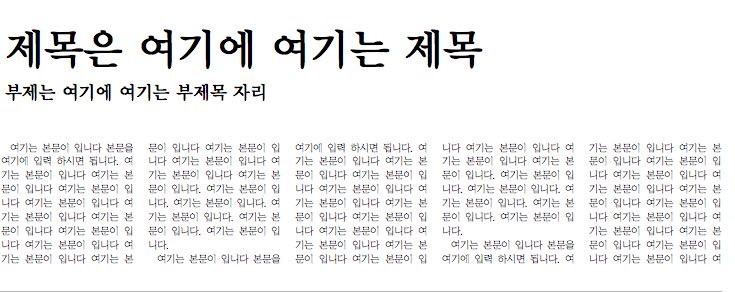 제목은 여기에 여기는 제목
부제는 여기에 여기는 부제목 자리
여기는 본문이 입니다 본문을
여기에 입력 하시면 됩니다. 여
기는 본문이 입니다 여기는 본
문이 입니다 여기는 본문이 입
니다 여기는 본문이 입니다 여
기는 본문이 입니다 여기는 본
문이 입니다 여기는 본문이 입
니다 여기는 본문이 입니다 여
기는 본문이 입니다 여기는 본
문이 입니다 여기는 본문이 입
니다 여기는 본문이 입니다 여
기는 본문이 입니다 여기는 본
문이 입니다. 여기는 본문이 입
니다. 여기는 본문이 입니다. 여
기는 본문이 입니다. 여기는 본
문이 입니다. 여기는 본문이 입
니다.
여기는 본문이 입니다 본문을
여기에 입력 하시면 됩니다. 여
기는 본문이 입니다 여기는 본
문이 입니다 여기는 본문이 입
니다 여기는 본문이 입니다 여
기는 본문이 입니다 여기는 본
문이 입니다 여기는 본문이 입
니다 여기는 본문이 입니다 여
기는 본문이 입니다 여기는 본
문이 입니다 여기는 본문이 입
니다 여기는 본문이 입니다 여
기는 본문이 입니다 여기는 본
문이 입니다. 여기는 본문이 입
니다. 여기는 본문이 입니다. 여
기는 본문이 입니다. 여기는 본
문이 입니다. 여기는 본문이 입
니다.
여기는 본문이 입니다 본문을
여기에 입력 하시면 됩니다. 여
기는 본문이 입니다 여기는 본
문이 입니다 여기는 본문이 입
니다 여기는 본문이 입니다 여
기는 본문이 입니다 여기는 본
문이 입니다 여기는 본문이 입
니다 여기는 본문이 입니다 여
기는 본문이 입니다 여기는 본
문이 입니다 여기는 본문이 입
니다 여기는 본문이 입니다 여